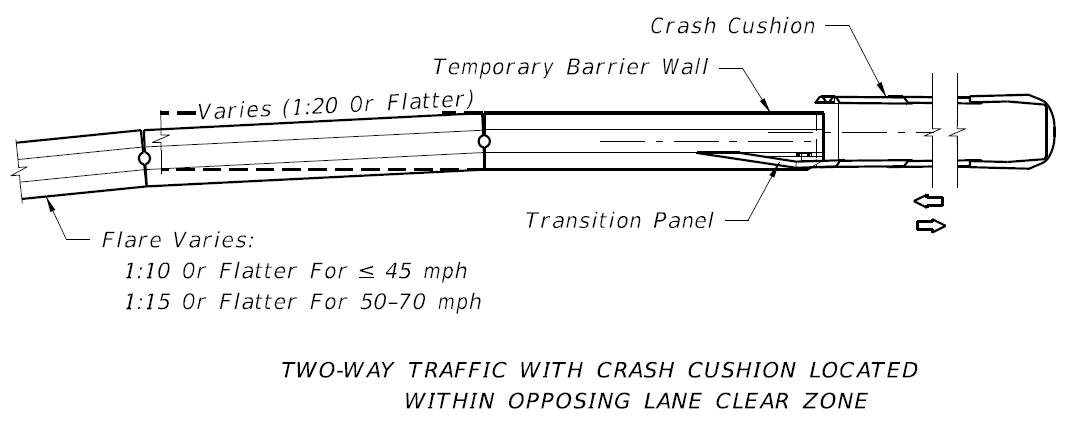 Crash Cushion
Temporary Barrier Wall
Varies (1:20 Or Flatter)
Transition Panel
Flare Varies:
1:10 Or Flatter For ≤ 45 mph
1:15 Or Flatter For 50-70 mph
TWO-WAY TRAFFIC WITH CRASH CUSHION LOCATED
WITHIN OPPOSING LANE CLEAR ZONE